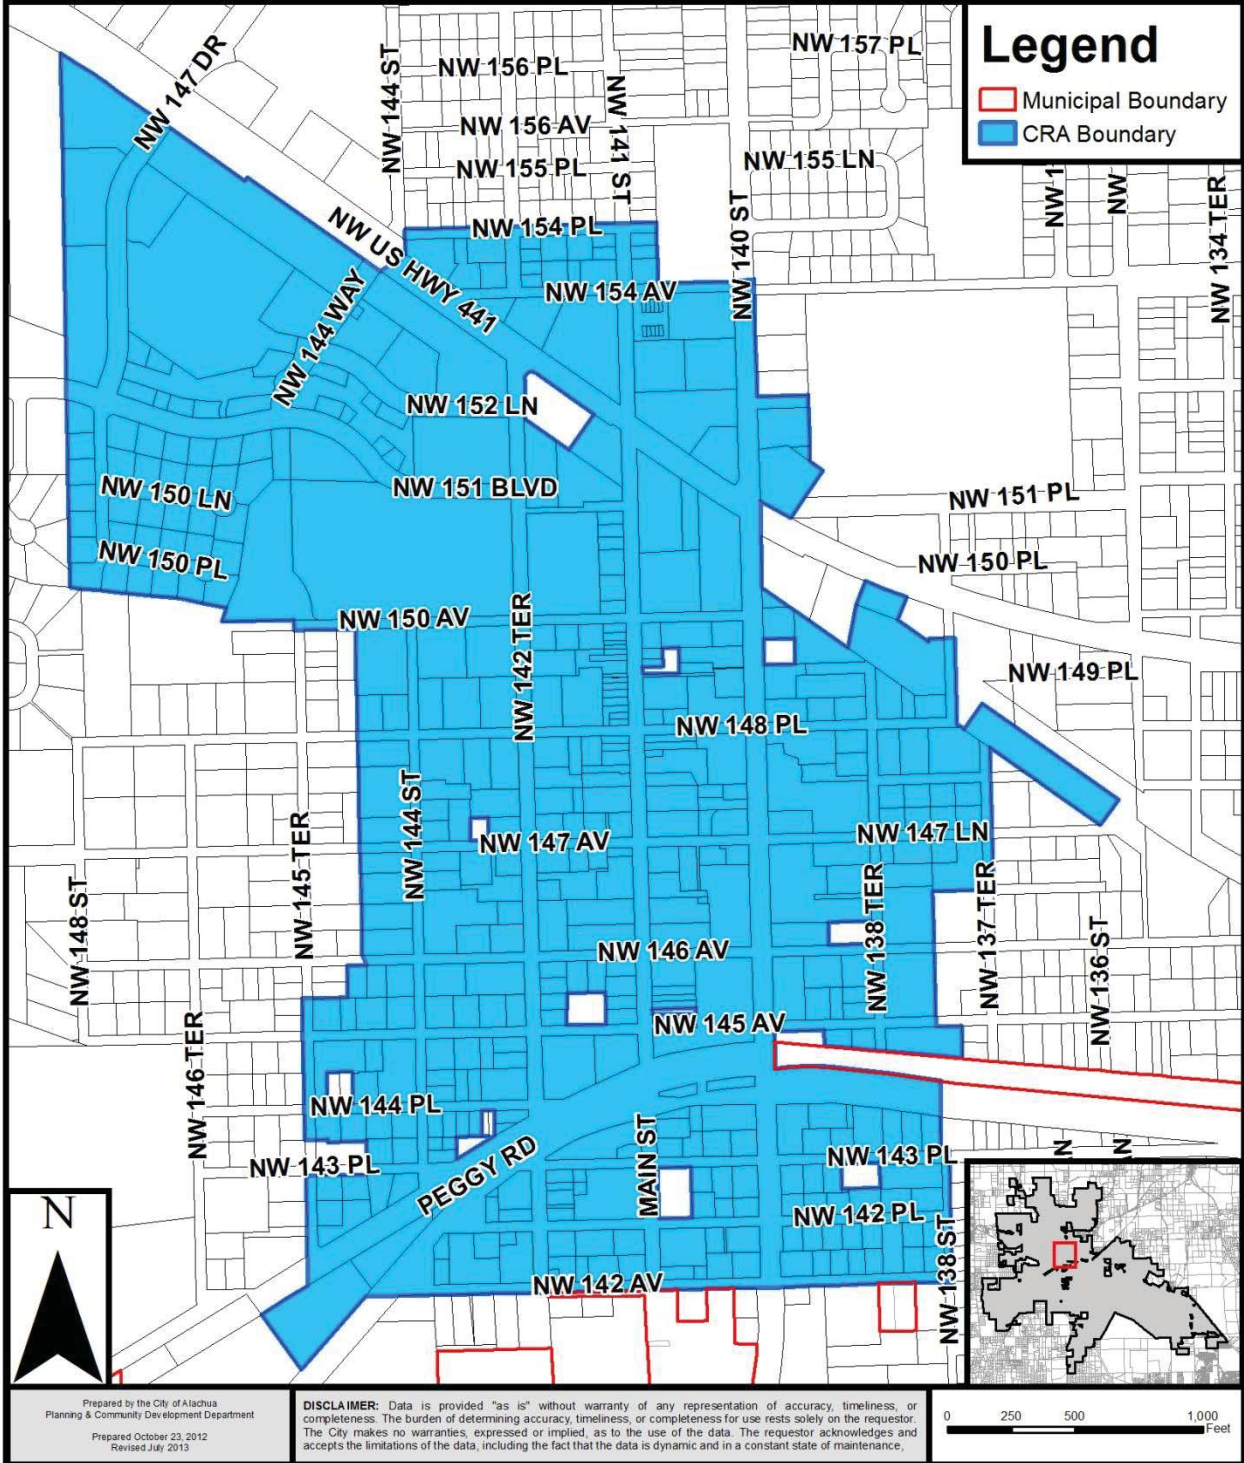 Legend
Municipal Boundary
CRA Boundary
NW 147 DR
NW 144 ST
NW 156 PL
NW 157 PL
NW 141 ST
NW 156 AV
NW 155 PL
NW 155 LN
NW 140 ST
NW 1
NW
NW 134 TER
NW 154 PL
NW US HWY 441
NW 154 AV
NW 144 WAY
NW 152 LN
NW 151 BLVD
NW 150 LN
NW 151 PL
NW 150 PL
NW 150 PL
NW 150 AV
NW 142 TER
NW 149 PL
NW 148 PL
NW 144 ST
NW 147 AV
NW 147 LN
NW 145 TER
NW 148 ST
NW 138 TER
NW 137 TER
NW 136 ST
NW 146 AV
NW 145 AV
NW 146 TER
NW 144 PL
NW 143 PL
PEGGY RD
MAIN ST
NW 143 PL
N
N
NW 142 PL
NW 138 ST
NW 142 AV
N
Prepared by the City of Alachua
Planning & Community Development Department
Prepared October 23, 2012
Revised July 2013
DISCLAIMER: Data is provided "as is" without warranty of any representation of accuracy, timeliness, or
completeness. The burden of determining accuracy, timeliness, or completeness for use rests solely on the requestor.
The City makes no warranties, expressed or implied, as to the use of the data. The requestor acknowledges and
accepts the limitations of the data, including the fact that the data is dynamic and in a constant state of maintenance,
0 250 500 1,000
Feet